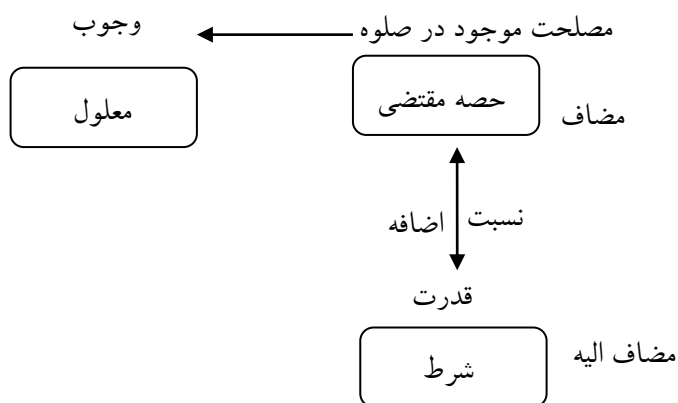 مصلحت موجود در صلوه
وجوب
مضاف
حصه مقتضی
معلول
نسبت
اضافه
قدرت
مضاف الیه
شرط